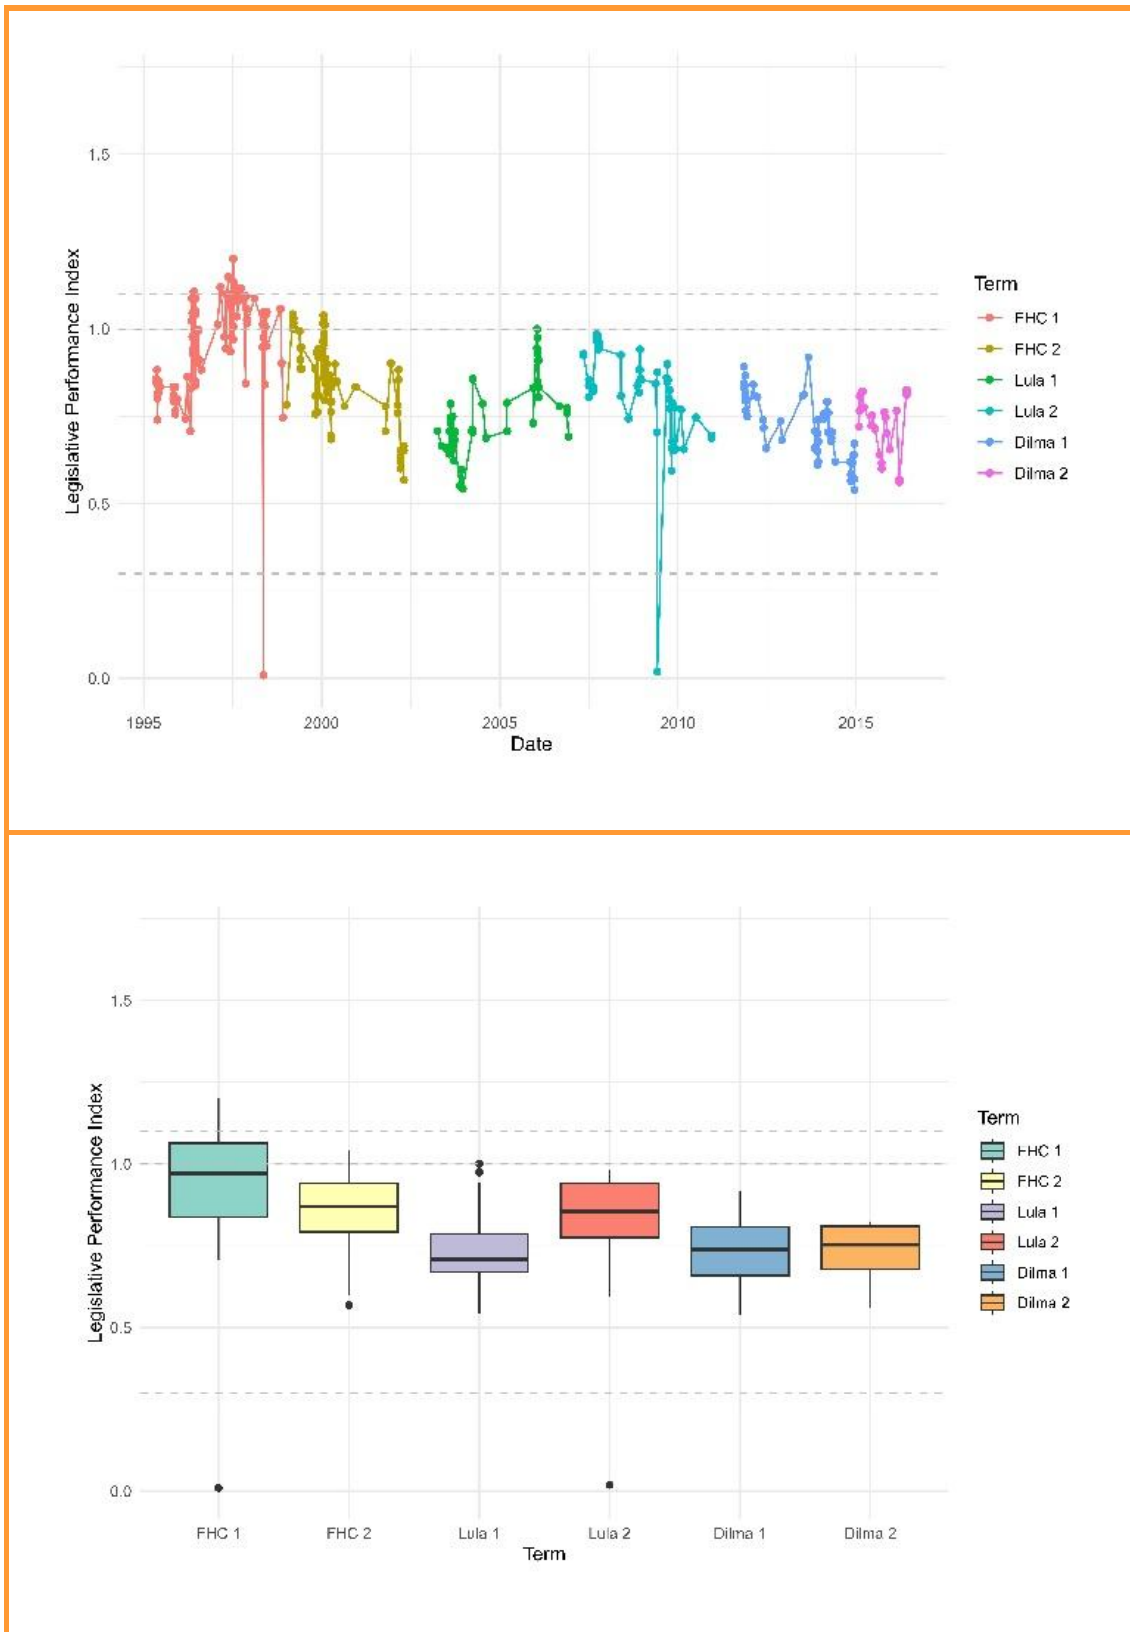 1.5
1.0
0.5
0.0
Legislative Performance Index
1995 2000 2005 2010 2015
Date
Term
FHC 1
FHC 2
Lula 1
Lula 2
Dilma 1
Dilma 2
1.5
1.0
0.5
0.0
Legislative Performance Index
FHC 1 FHC 2 Lula 1 Lula 2 Dilma 1 Dilma 2
Term
Term
FHC 1
FHC 2
Lula 1
Lula 2
Dilma 1
Dilma 2